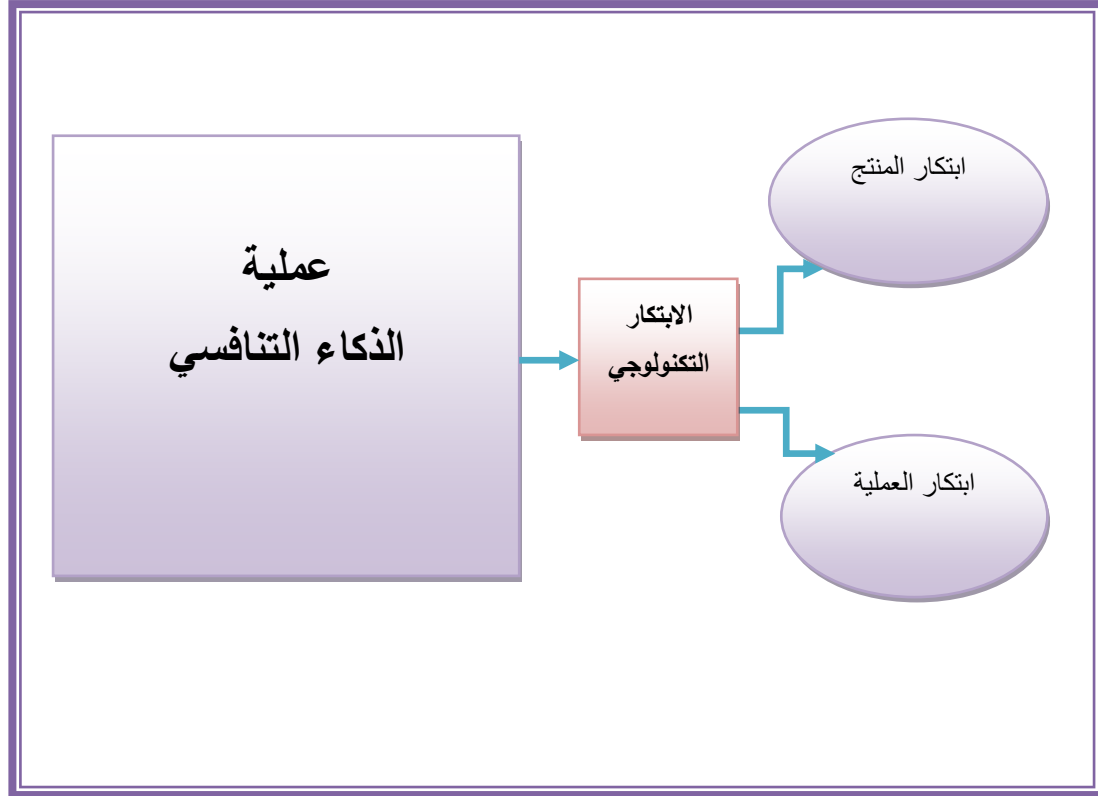 عملية
الذكاء التنافسي
الابتكار
التكنولوجي
ابتكار المنتج
ابتكار العملية